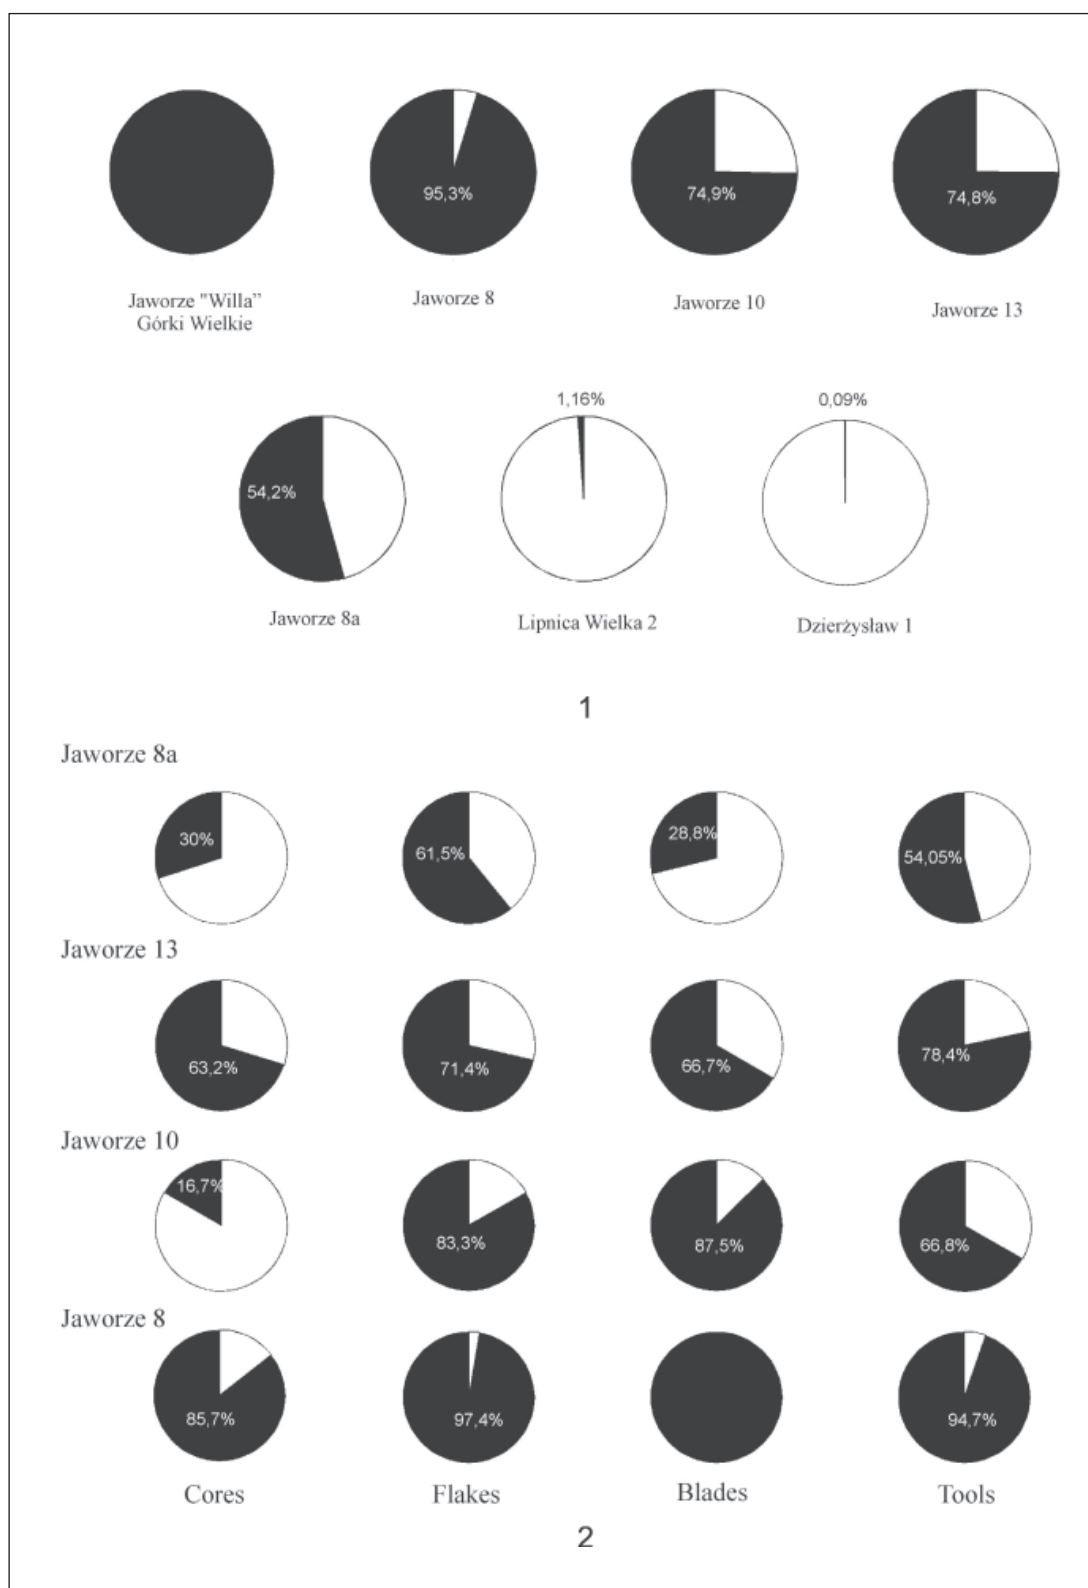 95,3%
74,9%
74,8%
Jaworze "Willa”
Górki Wielkie
Jaworze 8
Jaworze 10
Jaworze 13
1,16%
0,09%
54,2%
Jaworze 8a
Lipnica Wielka 2
Dzierżysław 1
1
Jaworze 8a
30%
61,5%
28,8%
54,05%
Jaworze 13
63,2%
71,4%
66,7%
78,4%
Jaworze 10
16,7%
83,3%
87,5%
66,8%
Jaworze 8
85,7%
97,4%
94,7%
Cores
Flakes
Blades
Tools
2